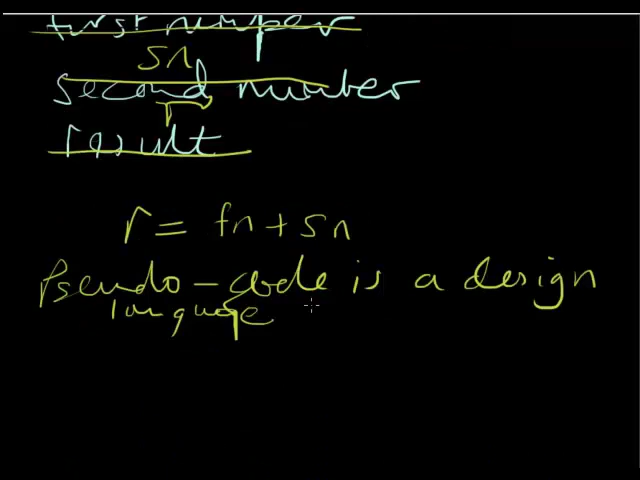 first number
sn
second number
r
result
r = fn + sn
Pseudo-code is a design
language